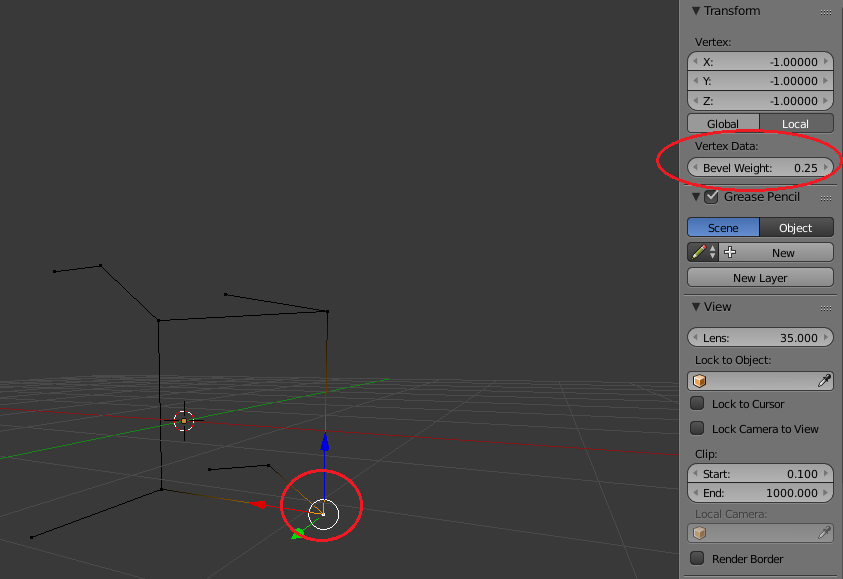 Transform
Vertex:
X: -1.00000
Y: -1.00000
Z: -1.00000
Global Local
Vertex Data:
Bevel Weight: 0.25
Grease Pencil
Scene Object
New
New Layer
View
Lens: 35.000
Lock to Object:
Lock to Cursor
Lock Camera to View
Clip:
Start: 0.100
End: 1000.000
Local Camera:
Render Border